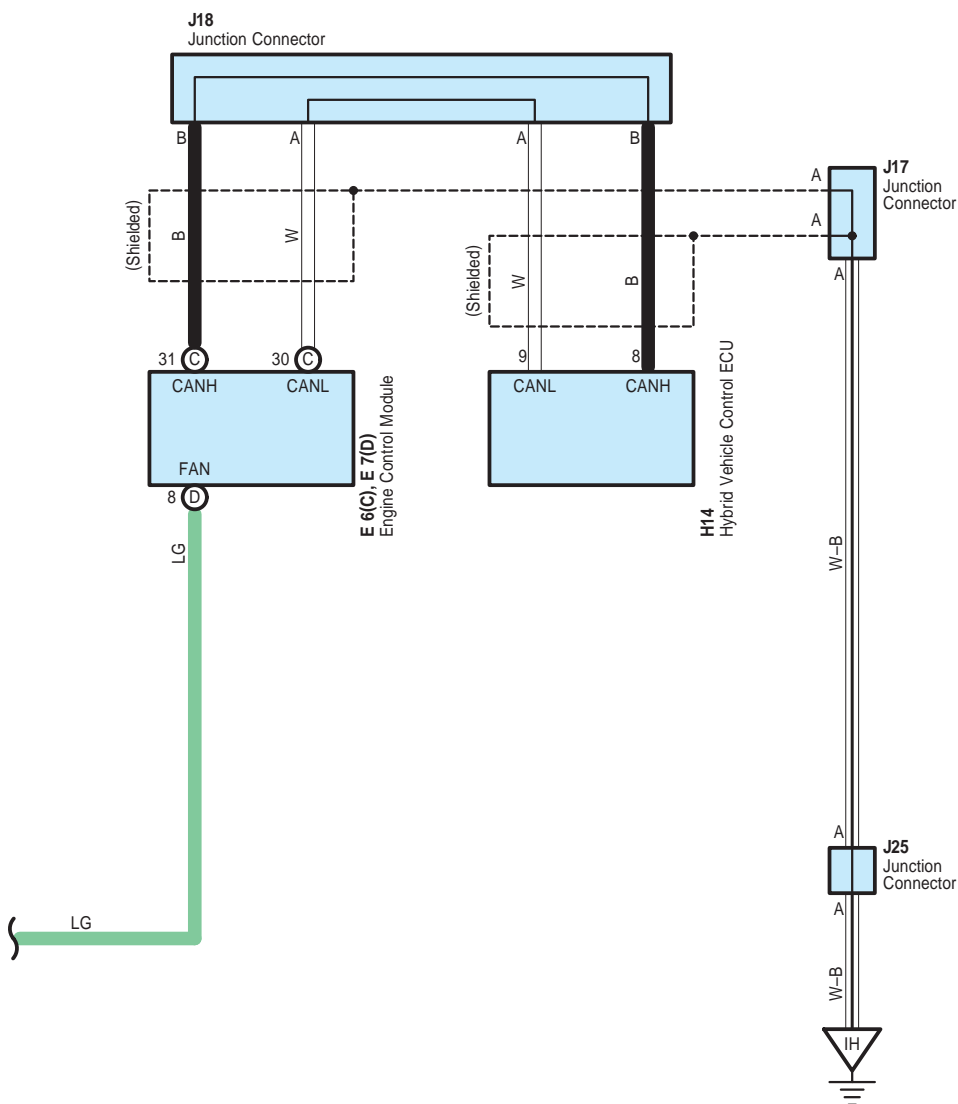 J18
Junction Connector
B
A
A
B
A
J17
Junction
Connector
A
(Shielded)
B
W
(Shielded)
W
B
A
31
C
30
C
9
8
CANH
CANL
CANL
CANH
FAN
E 6(C), E 7(D)
Engine Control Module
H14
Hybrid Vehicle Control ECU
8
D
LG
W–B
A
J25
Junction
Connector
A
LG
W–B
IH